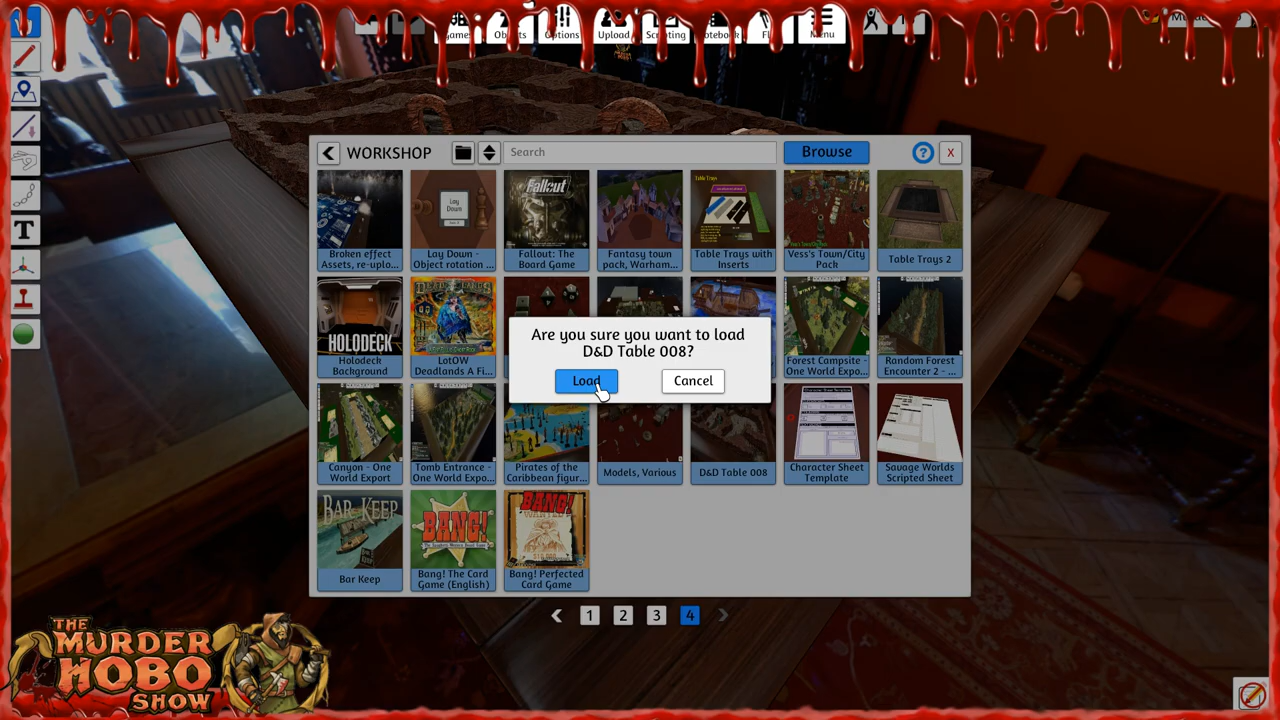 Objects
Options
Upload
Scripting
Notebook
Menu
WORKSHOP
Search
Browse
?
X
Fallout
Lay
Down
Table Trays
Broken effect
Assets, re-uplo...
Lay Down -
Object rotation ...
Fallout: The
Board Game
Fantasy town
pack, Warham...
Table Trays with
Inserts
Vess's Town/City
Pack
Table Trays 2
HOLODECK
Holodeck
Background
LotOW
Deadlands A Fi...
Forest Campsite -
One World Expo...
Random Forest
Encounter 2 - ...
Are you sure you want to load
D&D Table 008?
Load
Cancel
Canyon - One
World Export
Tomb Entrance -
One World Expo...
Pirates of the
Caribbean figur...
Models, Various
D&D Table 008
Character Sheet
Template
Savage Worlds
Scripted Sheet
BAR KEEP
BANG!
BANG!
Bar Keep
Bang! The Card
Game (English)
Bang! Perfected
Card Game
1 2 3 4
THE
MURDER
HOBO
SHOW
T